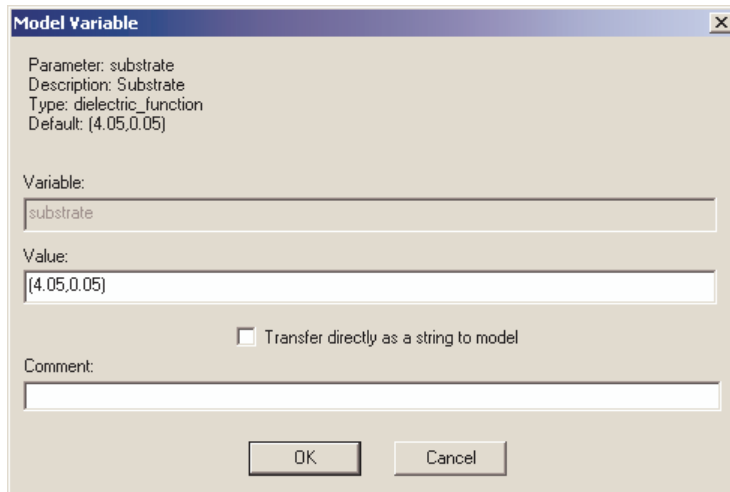 Model Variable
Parameter: substrate
Description: Substrate
Type: dielectric_function
Default: (4.05,0.05)
Variable:
substrate
Value:
(4.05,0.05)
Transfer directly as a string to model
Comment:
OK Cancel